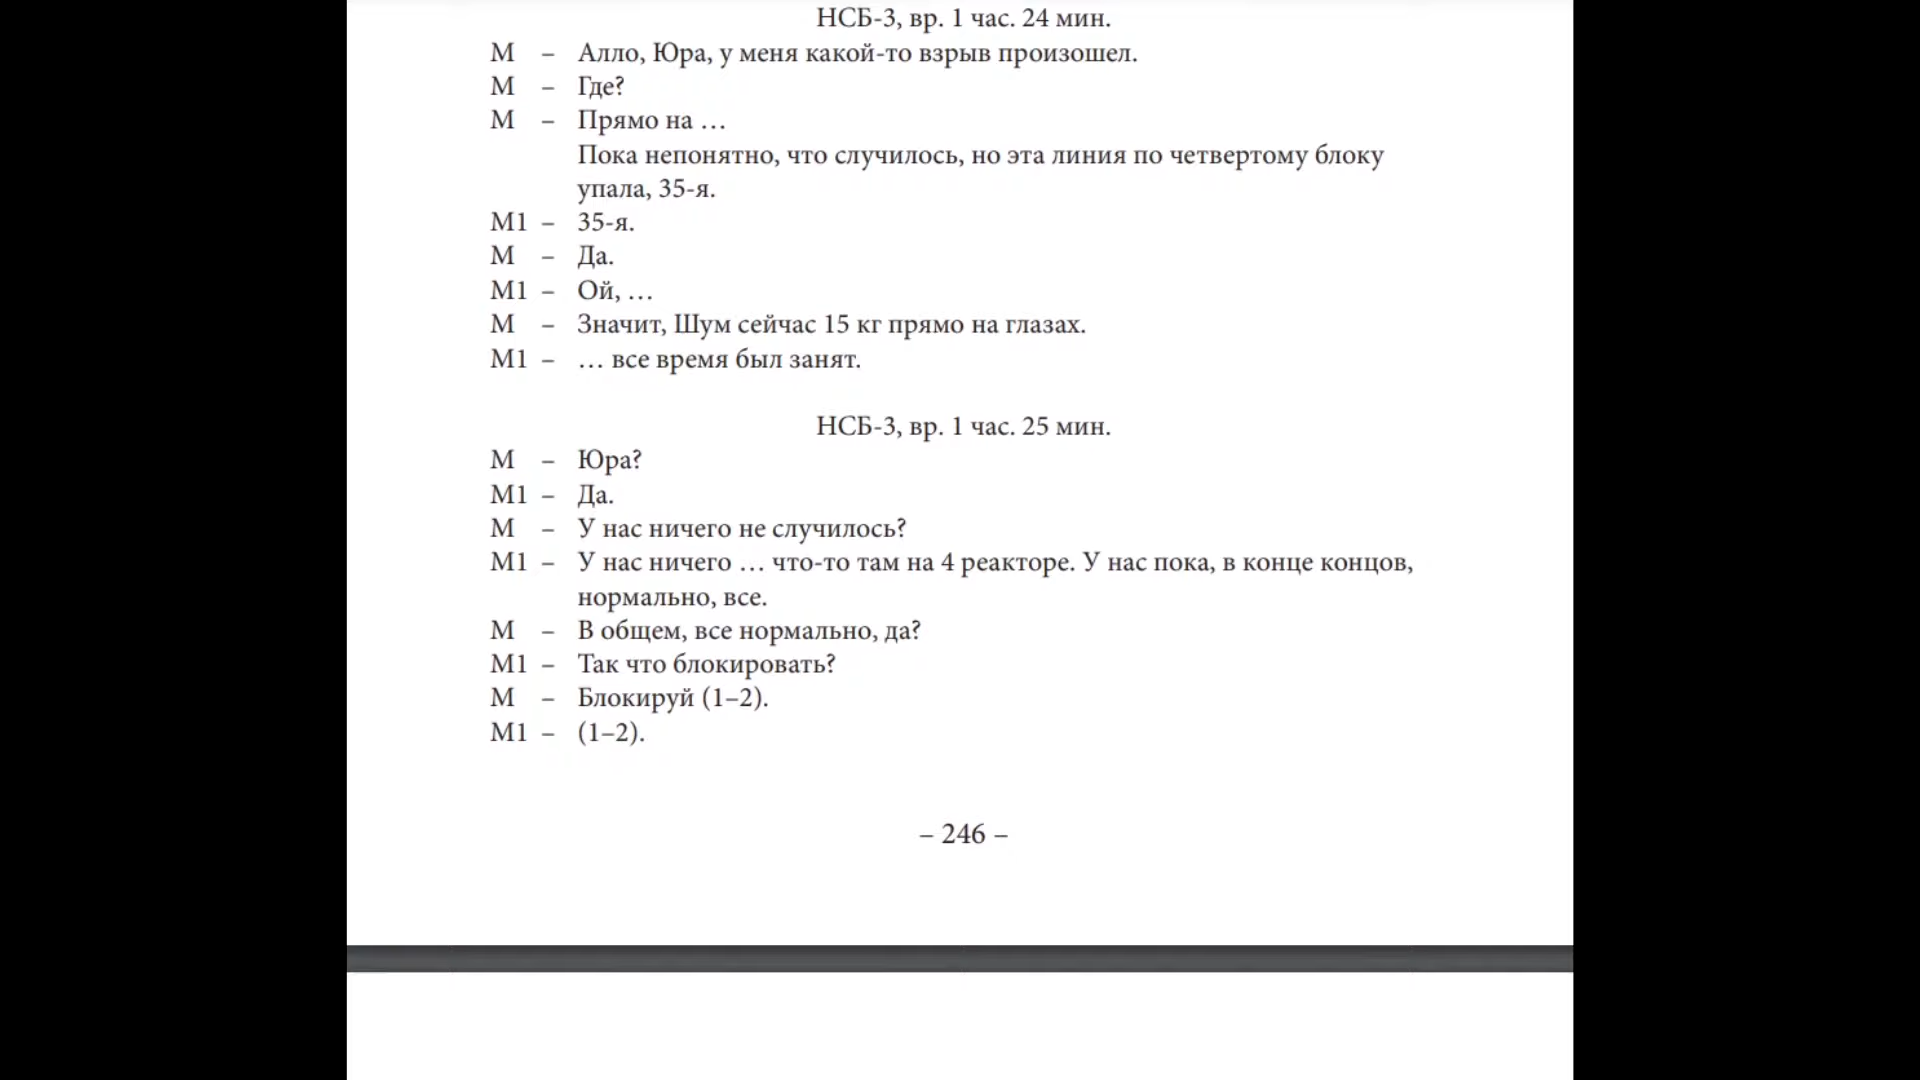 НСБ-3, вр. 1 час. 24 мин.
М – Алло, Юра, у меня какой-то взрыв произошел.
М – Где?
М – Прямо на …
Пока непонятно, что случилось, но эта линия по четвертому блоку
упала, 35-я.
М1 – 35-я.
М – Да.
М1 – Ой, …
М – Значит, Шум сейчас 15 кг прямо на глазах.
М1 – … все время был занят.
НСБ-3, вр. 1 час. 25 мин.
М – Юра?
М1 – Да.
М – У нас ничего не случилось?
М1 – У нас ничего … что-то там на 4 реакторе. У нас пока, в конце концов,
нормально, все.
М – В общем, все нормально, да?
М1 – Так что блокировать?
М – Блокируй (1–2).
М1 – (1–2).
– 246 –